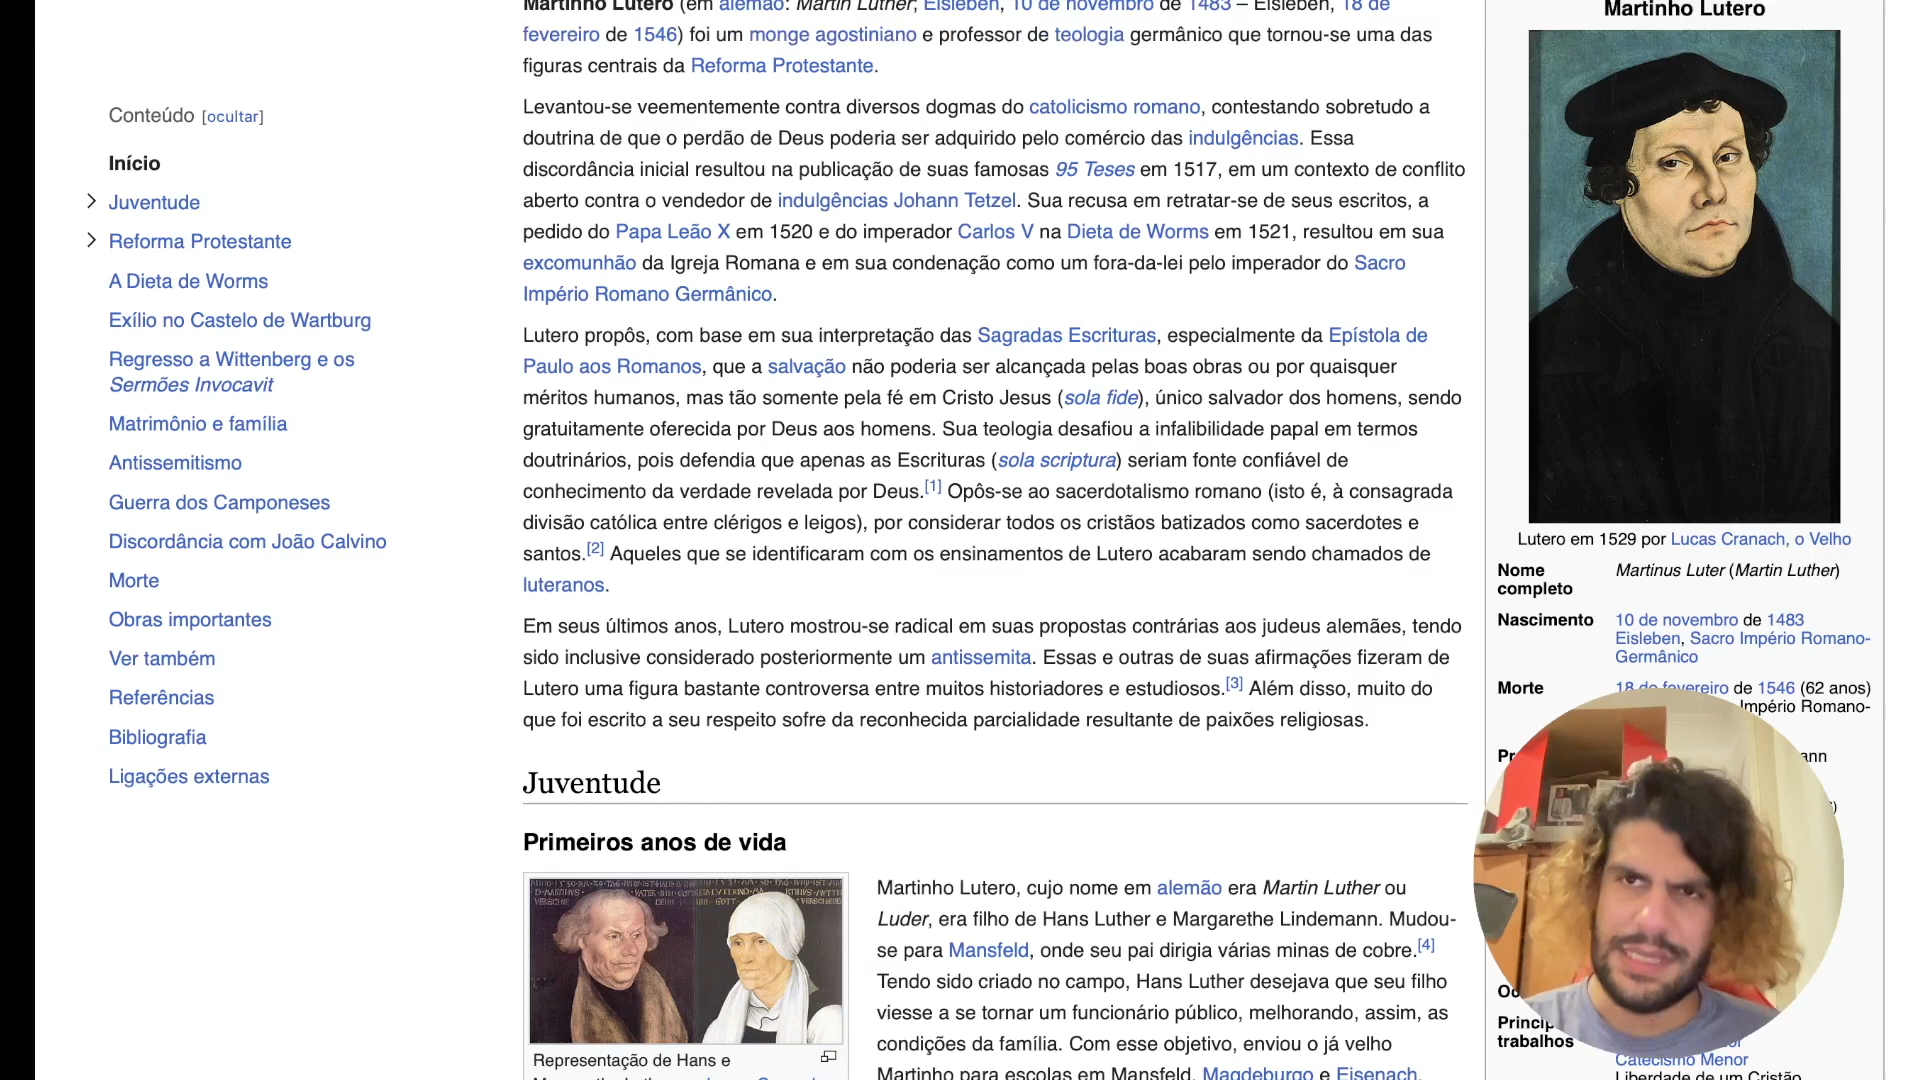 Martinho Lutero (em alemão: Martin Luther; Eisleben, 10 de novembro de 1483 – Eisleben, 18 de
fevereiro de 1546) foi um monge agostiniano e professor de teologia germânico que tornou-se uma das
figuras centrais da Reforma Protestante.
Conteúdo [ocultar]
Início
Juventude
Reforma Protestante
A Dieta de Worms
Exílio no Castelo de Wartburg
Regresso a Wittenberg e os
Sermões Invocavit
Matrimônio e família
Antissemitismo
Guerra dos Camponeses
Discordância com João Calvino
Morte
Obras importantes
Ver também
Referências
Bibliografia
Ligações externas
Levantou-se veementemente contra diversos dogmas do catolicismo romano, contestando sobretudo a
doutrina de que o perdão de Deus poderia ser adquirido pelo comércio das indulgências. Essa
discordância inicial resultou na publicação de suas famosas 95 Teses em 1517, em um contexto de conflito
aberto contra o vendedor de indulgências Johann Tetzel. Sua recusa em retratar-se de seus escritos, a
pedido do Papa Leão X em 1520 e do imperador Carlos V na Dieta de Worms em 1521, resultou em sua
excomunhão da Igreja Romana e em sua condenação como um fora-da-lei pelo imperador do Sacro
Império Romano Germânico.
Lutero propôs, com base em sua interpretação das Sagradas Escrituras, especialmente da Epístola de
Paulo aos Romanos, que a salvação não poderia ser alcançada pelas boas obras ou por quaisquer
méritos humanos, mas tão somente pela fé em Cristo Jesus (sola fide), único salvador dos homens, sendo
gratuitamente oferecida por Deus aos homens. Sua teologia desafiou a infalibilidade papal em termos
doutrinários, pois defendia que apenas as Escrituras (sola scriptura) seriam fonte confiável de
conhecimento da verdade revelada por Deus.[1] Opôs-se ao sacerdotalismo romano (isto é, à consagrada
divisão católica entre clérigos e leigos), por considerar todos os cristãos batizados como sacerdotes e
santos.[2] Aqueles que se identificaram com os ensinamentos de Lutero acabaram sendo chamados de
luteranos.
Em seus últimos anos, Lutero mostrou-se radical em suas propostas contrárias aos judeus alemães, tendo
sido inclusive considerado posteriormente um antissemita. Essas e outras de suas afirmações fizeram de
Lutero uma figura bastante controversa entre muitos historiadores e estudiosos.[3] Além disso, muito do
que foi escrito a seu respeito sofre da reconhecida parcialidade resultante de paixões religiosas.
Juventude
Primeiros anos de vida
Representação de Hans e
Martinho Lutero, cujo nome em alemão era Martin Luther ou
Luder, era filho de Hans Luther e Margarethe Lindemann. Mudou-
se para Mansfeld, onde seu pai dirigia várias minas de cobre.[4]
Tendo sido criado no campo, Hans Luther desejava que seu filho
viesse a se tornar um funcionário público, melhorando, assim, as
condições da família. Com esse objetivo, enviou o já velho
Martinho para escolas em Mansfeld, Magdeburgo e Eisenach.
Martinho Lutero
Lutero em 1529 por Lucas Cranach, o Velho
Nome completo Martinus Luter (Martin Luther)
Nascimento 10 de novembro de 1483
Eisleben, Sacro Império Romano-
Germânico
Morte 18 de fevereiro de 1546 (62 anos)
Império Romano-
trabalhos
Catecismo Menor
Liberdade de um Cristão